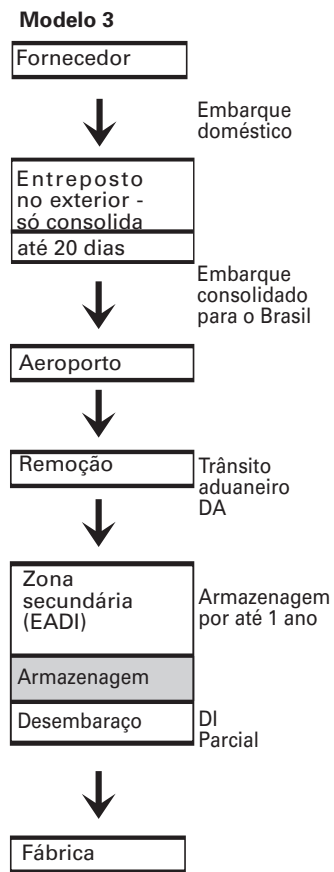 Modelo 3
Fornecedor
Embarque
doméstico
Entreposto
no exterior -
só consolida
até 20 dias
Embarque
consolidado
para o Brasil
Aeroporto
Remoção
Trânsito
aduaneiro
DA
Zona
secundária
(EADI)
Armazenagem
por até 1 ano
Armazenagem
Desembaraço
DI
Parcial
Fábrica